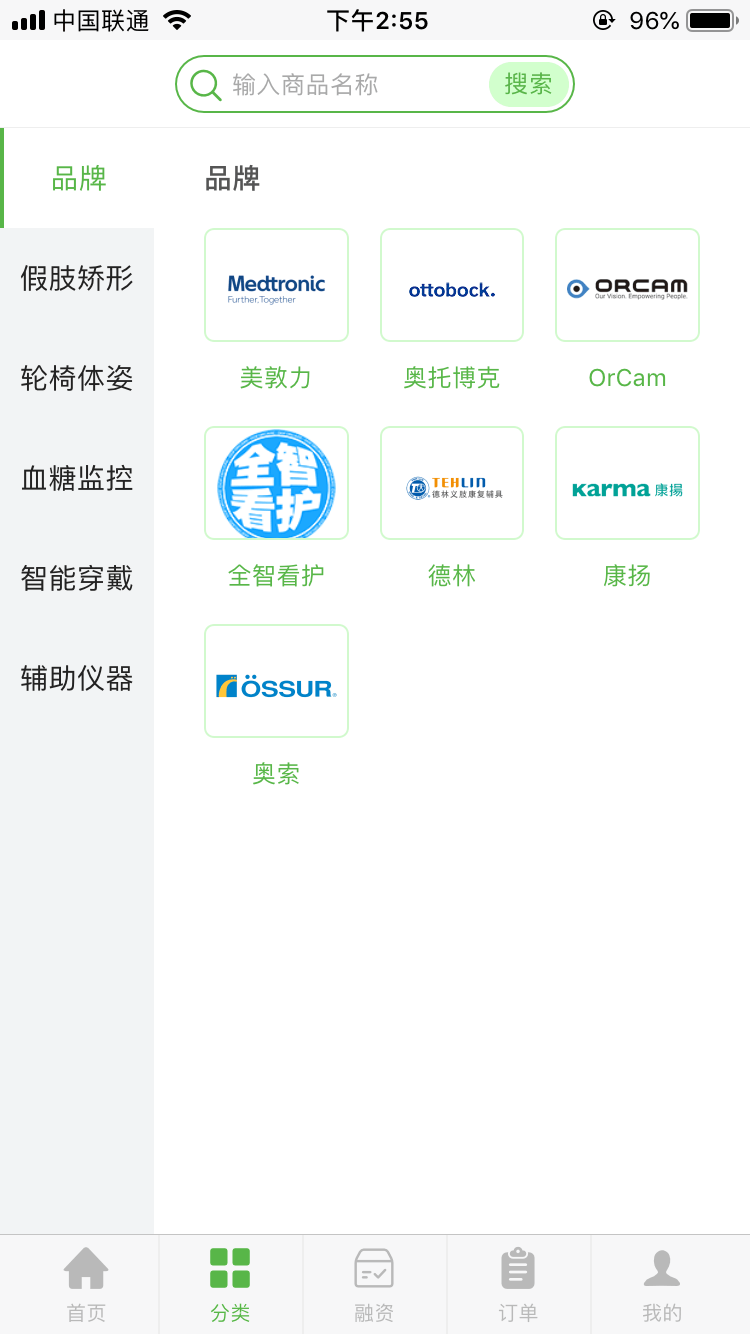 中国联通
下午2:55
96%
输入商品名称
搜索
品牌
假肢矫形
轮椅体姿
血糖监控
智能穿戴
辅助仪器
品牌
Medtronic
Further,Together
美敦力
ottobock.
奥托博克
ORCAM
Our Vision. Empowering People.
OrCam
全智
看护
全智看护
TEHLIN
德林义肢康复辅具
德林
karma 康揚
康扬
ÖSSUR®
奥索
首页
分类
融资
订单
我的